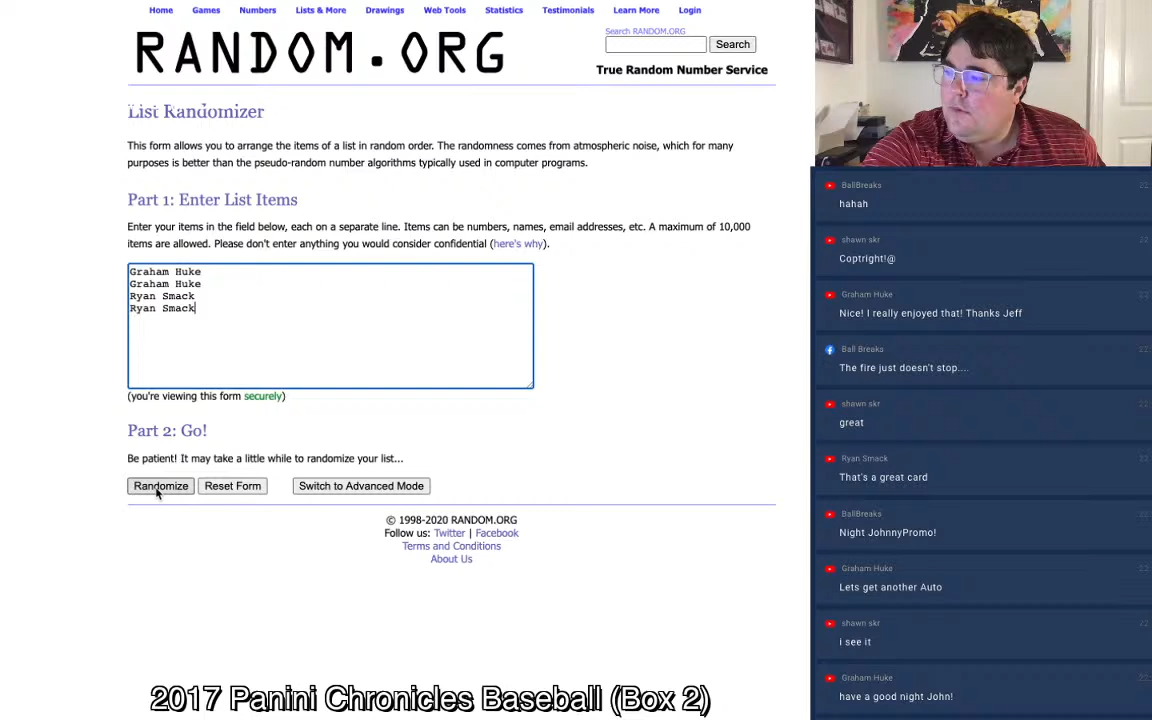 Home Games Numbers Lists & More Drawings Web Tools Statistics Testimonials Learn More Login
RANDOM.ORG
Search RANDOM.ORG
Search
True Random Number Service
List Randomizer
This form allows you to arrange the items of a list in random order. The randomness comes from atmospheric noise, which for many
purposes is better than the pseudo-random number algorithms typically used in computer programs.
Part 1: Enter List Items
Enter your items in the field below, each on a separate line. Items can be numbers, names, email addresses, etc. A maximum of 10,000
items are allowed. Please don't enter anything you would consider confidential (here's why).
Graham Huke
Graham Huke
Ryan Smack
Ryan Smack
(you're viewing this form securely)
Part 2: Go!
Be patient! It may take a little while to randomize your list...
Randomize Reset Form Switch to Advanced Mode
© 1998-2020 RANDOM.ORG
Follow us: Twitter | Facebook
Terms and Conditions
About Us
2017 Panini Chronicles Baseball (Box 2)
BallBreaks
hahah
shawn skr
Coptright!@
Graham Huke
Nice! I really enjoyed that! Thanks Jeff
Ball Breaks
The fire just doesn't stop....
shawn skr
great
Ryan Smack
That's a great card
BallBreaks
Night JohnnyPromo!
Graham Huke
Lets get another Auto
shawn skr
i see it
Graham Huke
have a good night John!